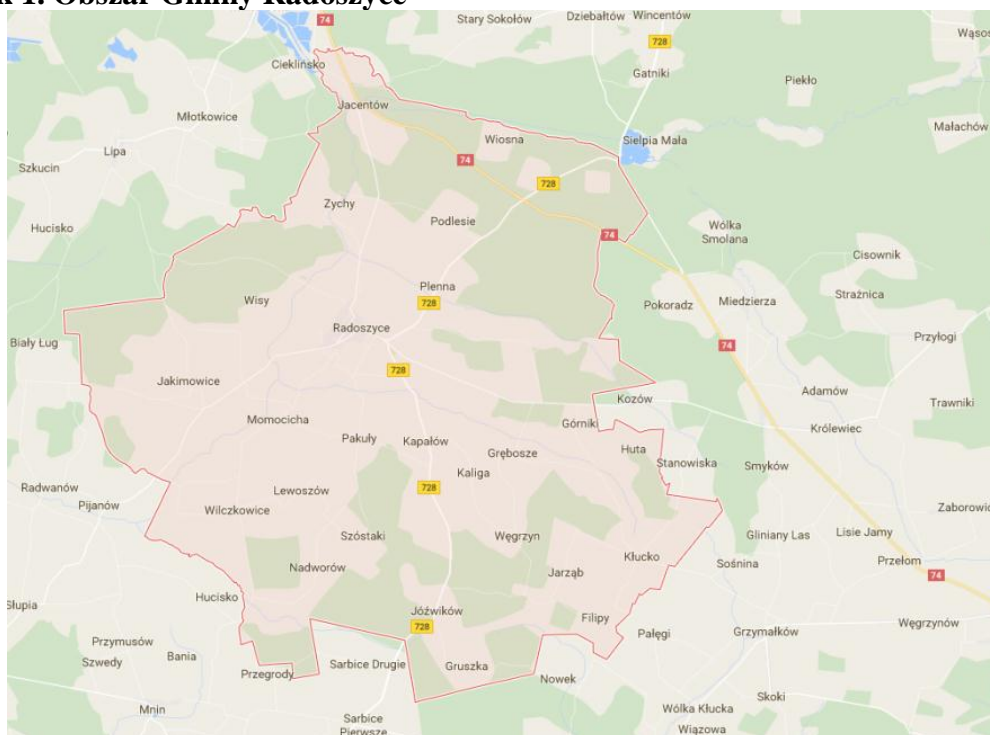 1. Obszar Gminy Radoszyce
74
Stary Sokołów
Dziebałtów
Wincentów
728
Cieklińsko
Gatniki
Piekło
Jacentów
Młotkowice
Małachów
Wiosna
Sielpia Mała
Lipa
74
Szkucin
728
Zychy
Podlesie
Hucisko
Wólka
Smolana
74
Cisownik
Plenna
Wisy
728
Pokoradz
Miedzierza
Strażnica
Radoszyce
Biały Ług
74
Przyłogi
728
Jakimowice
Adamów
Kozów
Trawniki
Momocicha
Górniki
Królewiec
Pakuły
Kapałów
Grębosze
Huta
Kaliga
Stanowiska
Smyków
Radwanów
728
Lewoszów
Pijanów
Wilczkowice
Szóstaki
Węgrzyn
Gliniany Las
Lisie Jamy
Kłucko
Sośnina
Przełom
Nadworów
Jarząb
74
Hucisko
Jóźwików
Filipy
728
Pałęgi
Grzymałków
Węgrzynów
Przymusów
Szwedy
Bania
Przegrody
Sarbice Drugie
Gruszka
Nowek
Skoki
Mnin
Sarbice
Pierwsze
Wólka Kłucka
Wiązowa